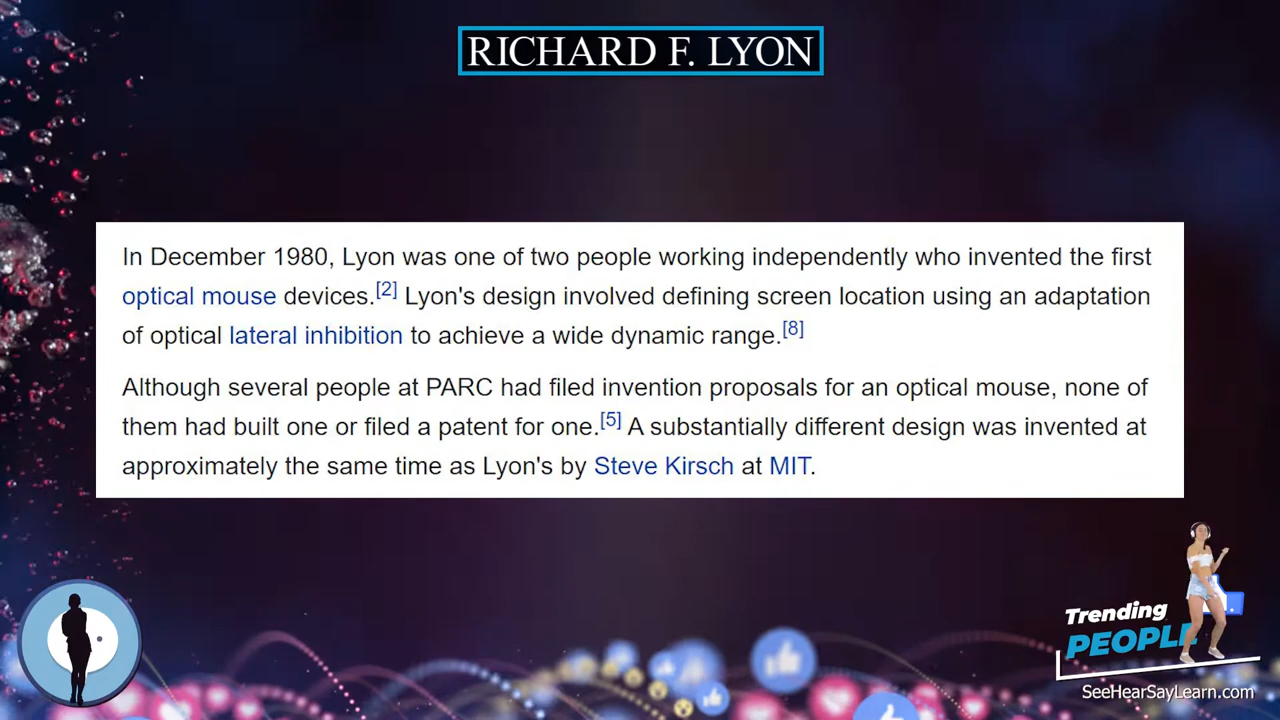 RICHARD F. LYON
In December 1980, Lyon was one of two people working independently who invented the first
optical mouse devices.[2] Lyon's design involved defining screen location using an adaptation
of optical lateral inhibition to achieve a wide dynamic range.[8]
Although several people at PARC had filed invention proposals for an optical mouse, none of
them had built one or filed a patent for one.[5] A substantially different design was invented at
approximately the same time as Lyon's by Steve Kirsch at MIT.
Trending
PEOPLE
SeeHearSayLearn.com